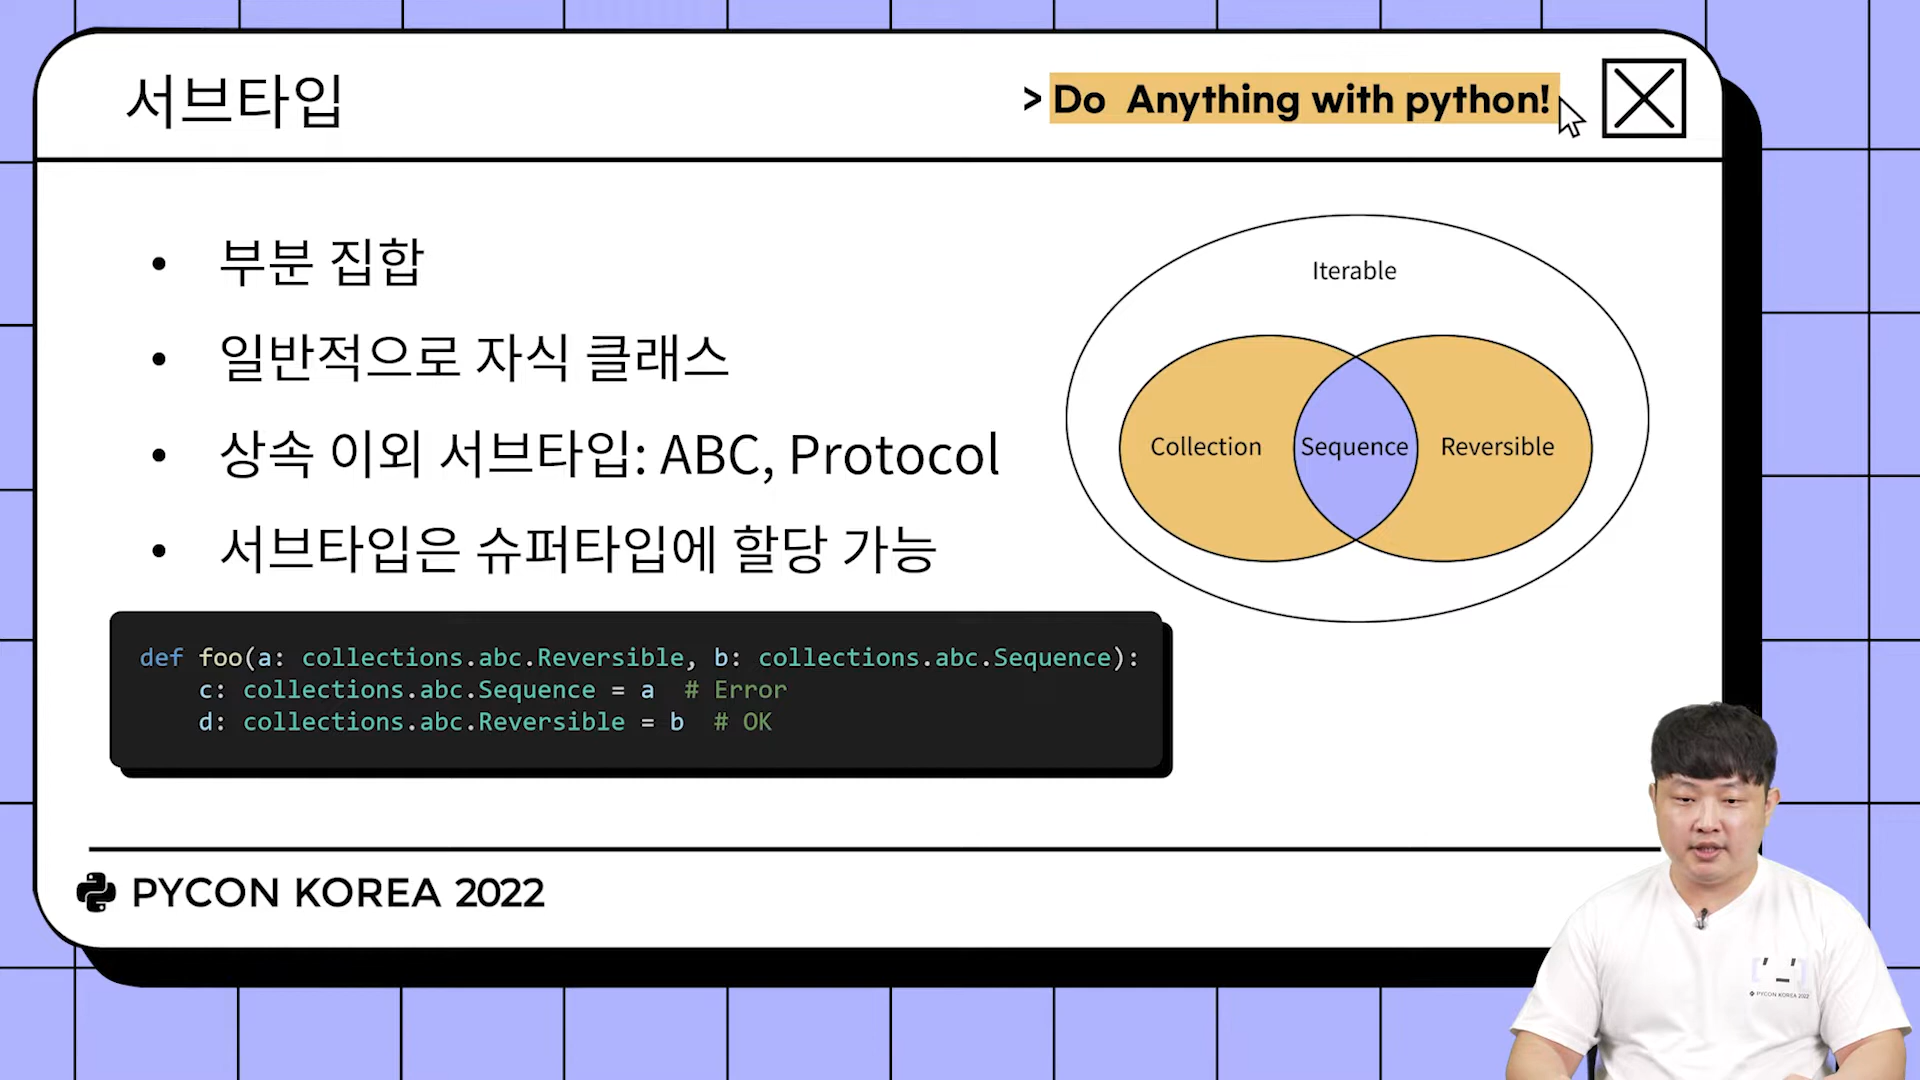 서브타입
> Do Anything with python!
• 부분 집합
• 일반적으로 자식 클래스
• 상속 이외 서브타입: ABC, Protocol
• 서브타입은 슈퍼타입에 할당 가능
Iterable
Collection
Sequence
Reversible
def foo(a: collections.abc.Reversible, b: collections.abc.Sequence):
    c: collections.abc.Sequence = a  # Error
    d: collections.abc.Reversible = b  # OK
PYCON KOREA 2022
PYCON KOREA 2022